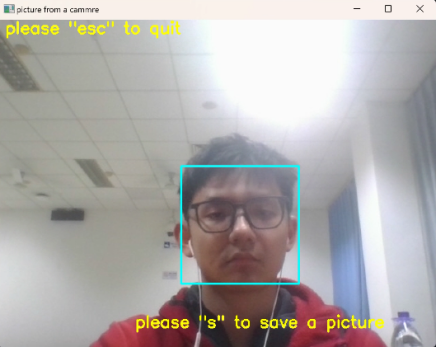 picture from a cammre
please "esc" to quit
please "s" to save a picture